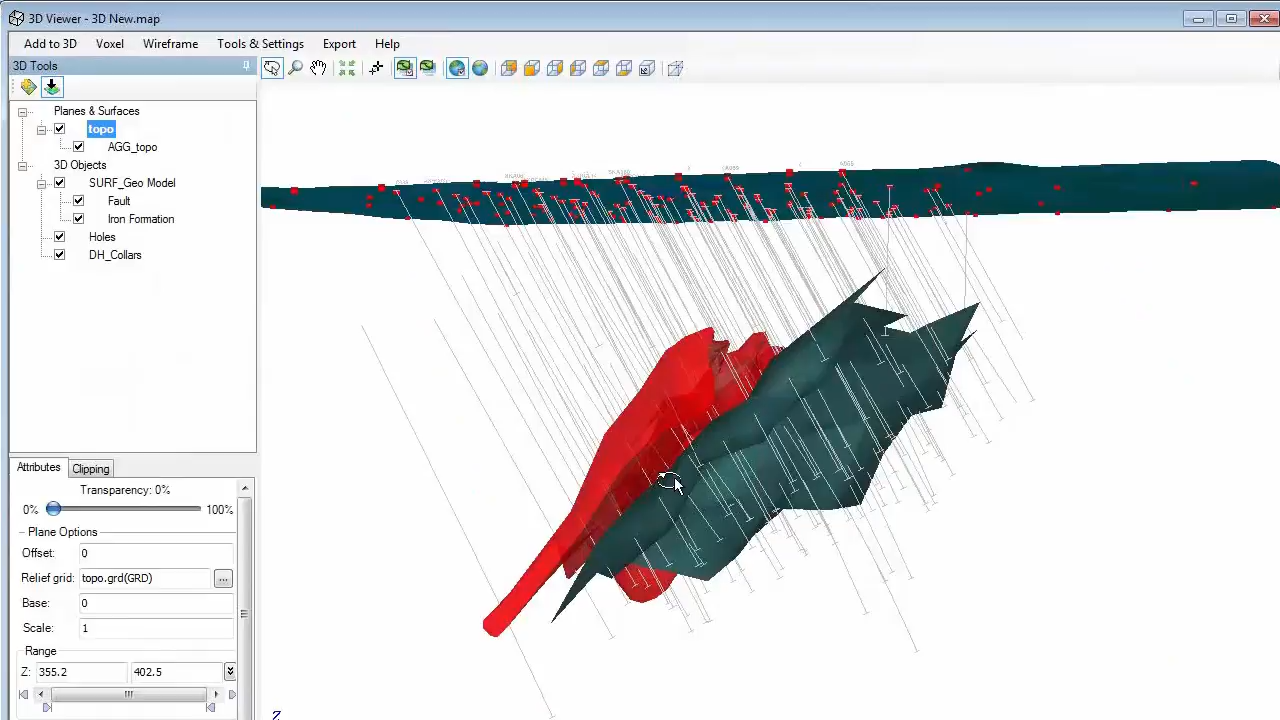 3D Viewer - 3D New.map
Add to 3D Voxel Wireframe Tools & Settings Export Help
3D Tools
Planes & Surfaces
topo
AGG_topo
3D Objects
SURF_Geo Model
Fault
Iron Formation
Holes
DH_Collars
Attributes Clipping
Transparency: 0%
0% 100%
Plane Options
Offset: 0
Relief grid: topo.grd(GRD) ...
Base: 0
Scale: 1
Range
Z: 355.2 402.5
Z